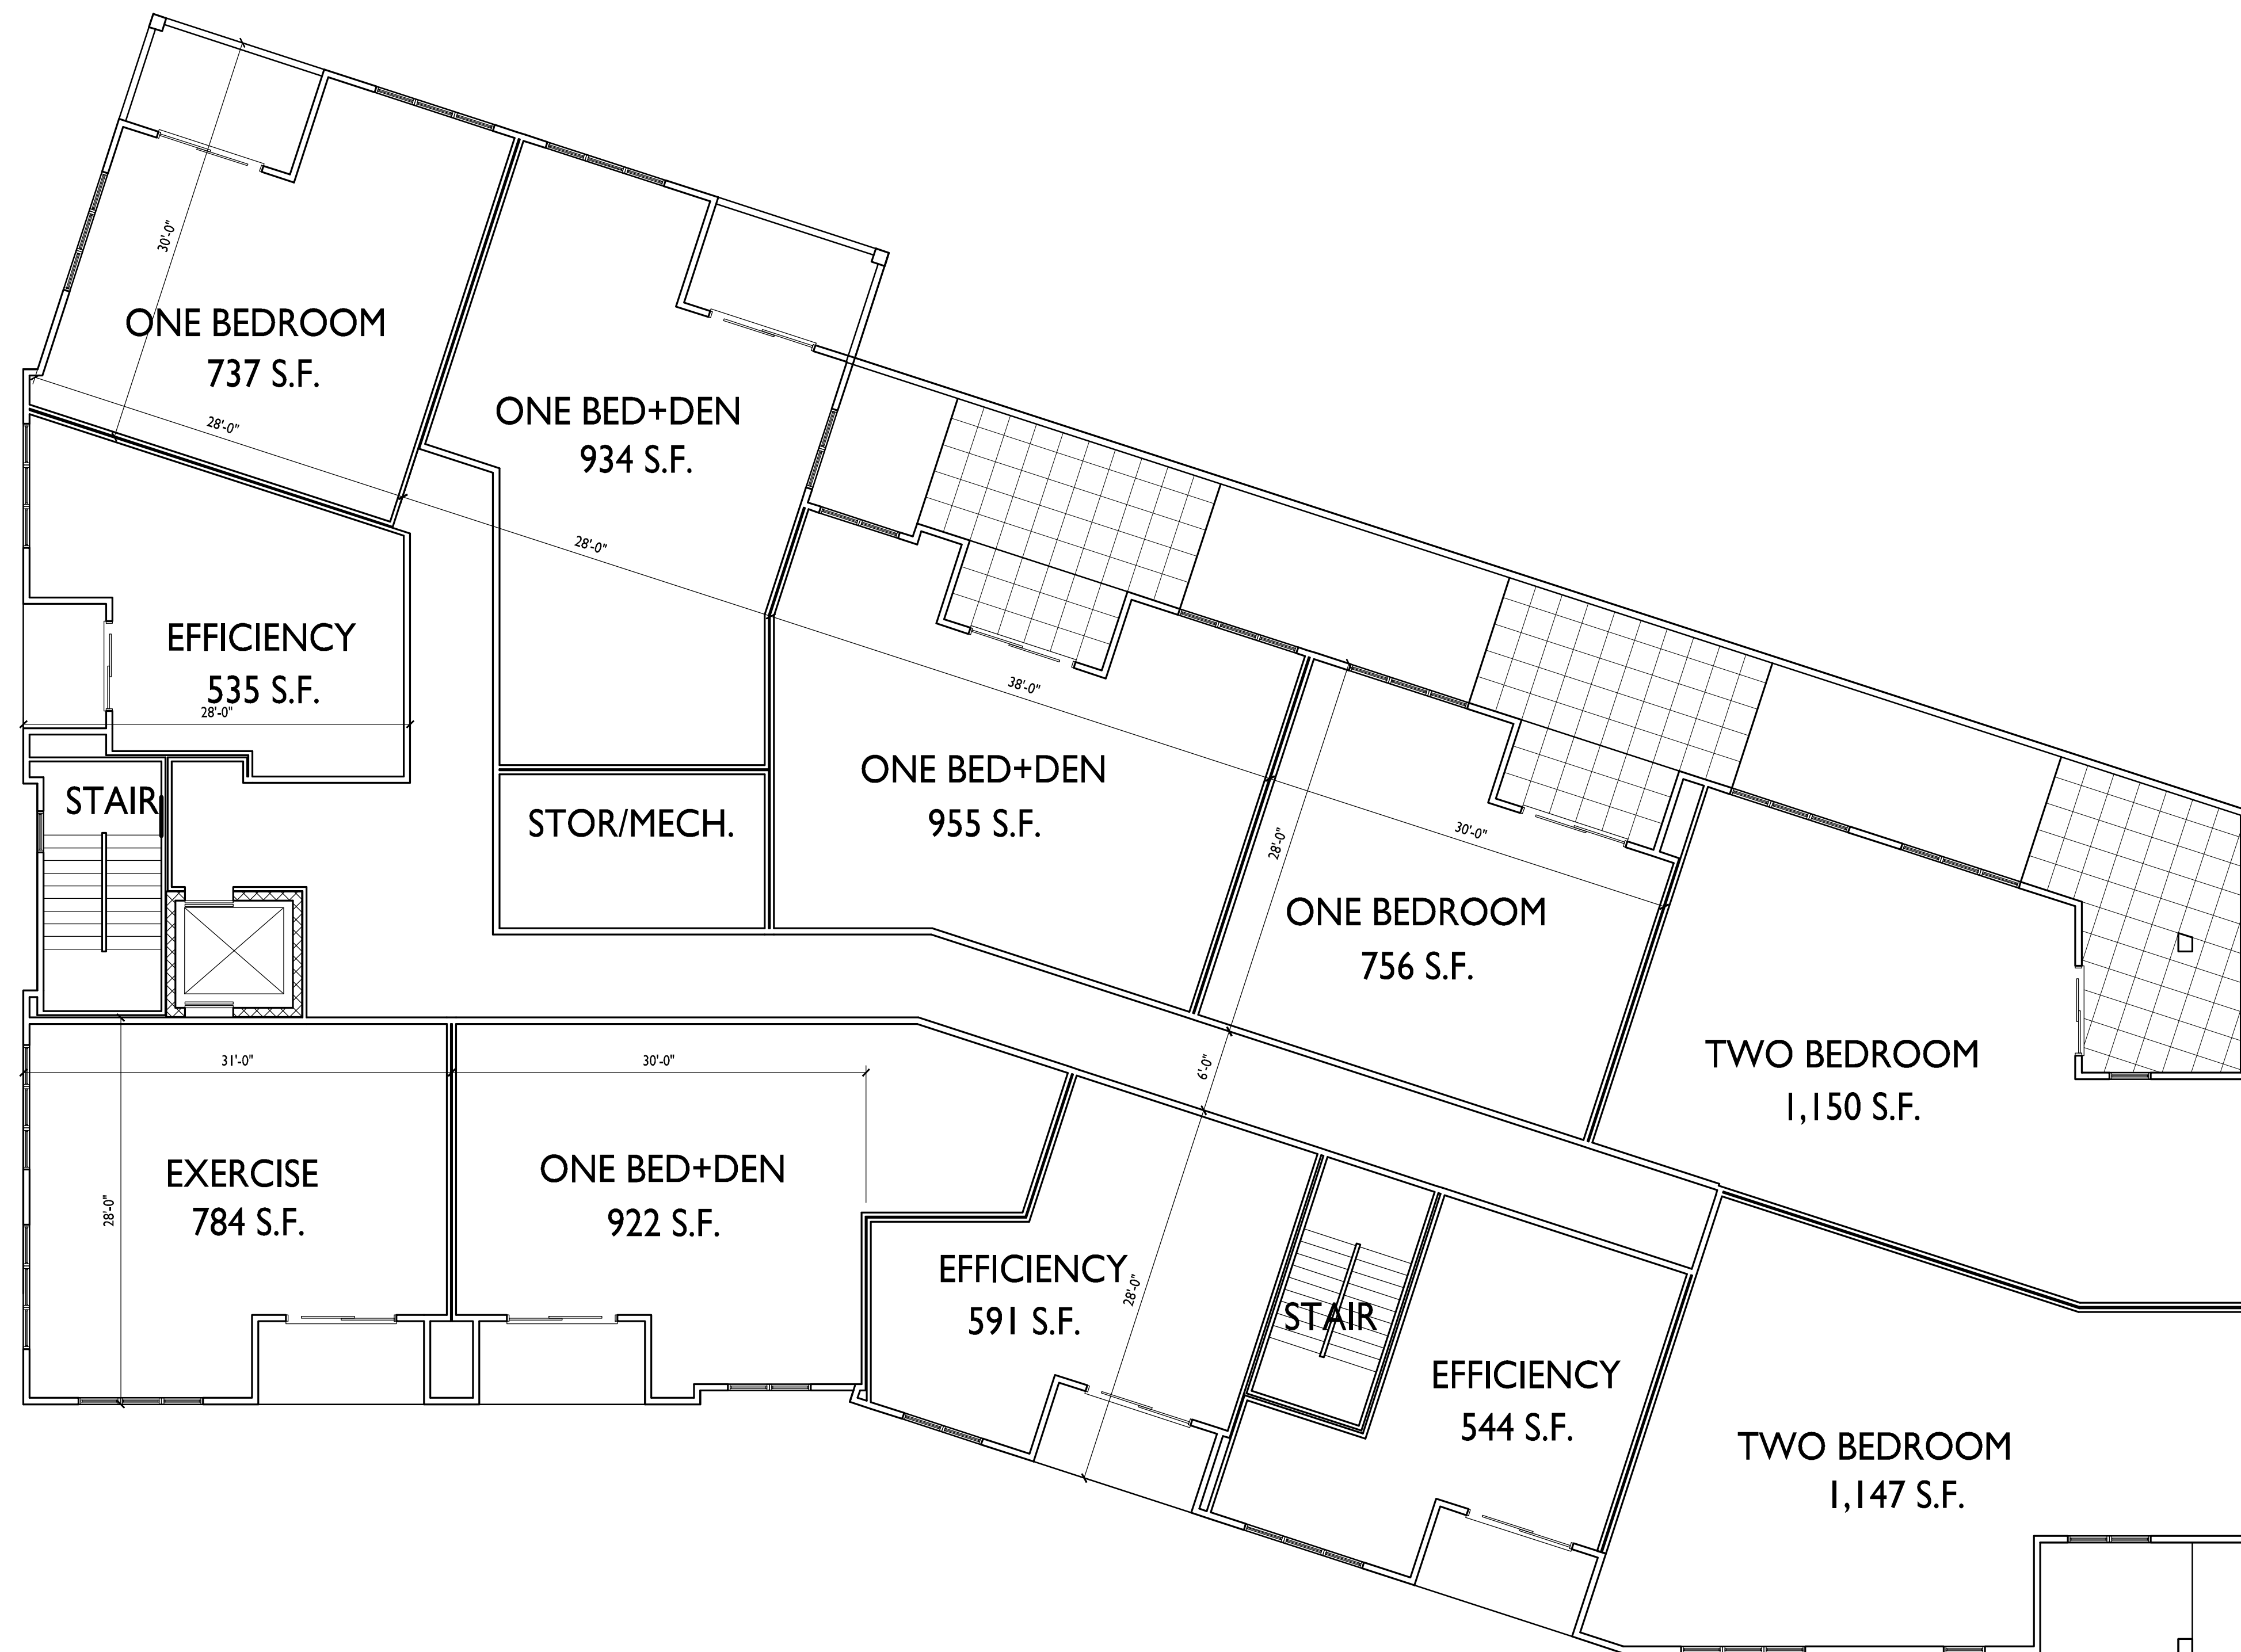 30'-0"
ONE BEDROOM
737 S.F.
28'-0"
ONE BED+DEN
934 S.F.
28'-0"
EFFICIENCY
535 S.F.
28'-0"
38'-0"
STAIR
STOR/MECH.
ONE BED+DEN
955 S.F.
28'-0"
30'-0"
ONE BEDROOM
756 S.F.
TWO BEDROOM
1,150 S.F.
31'-0"
30'-0"
6'-0"
EXERCISE
784 S.F.
28'-0"
ONE BED+DEN
922 S.F.
EFFICIENCY
591 S.F.
28'-0"
STAIR
EFFICIENCY
544 S.F.
TWO BEDROOM
1,147 S.F.